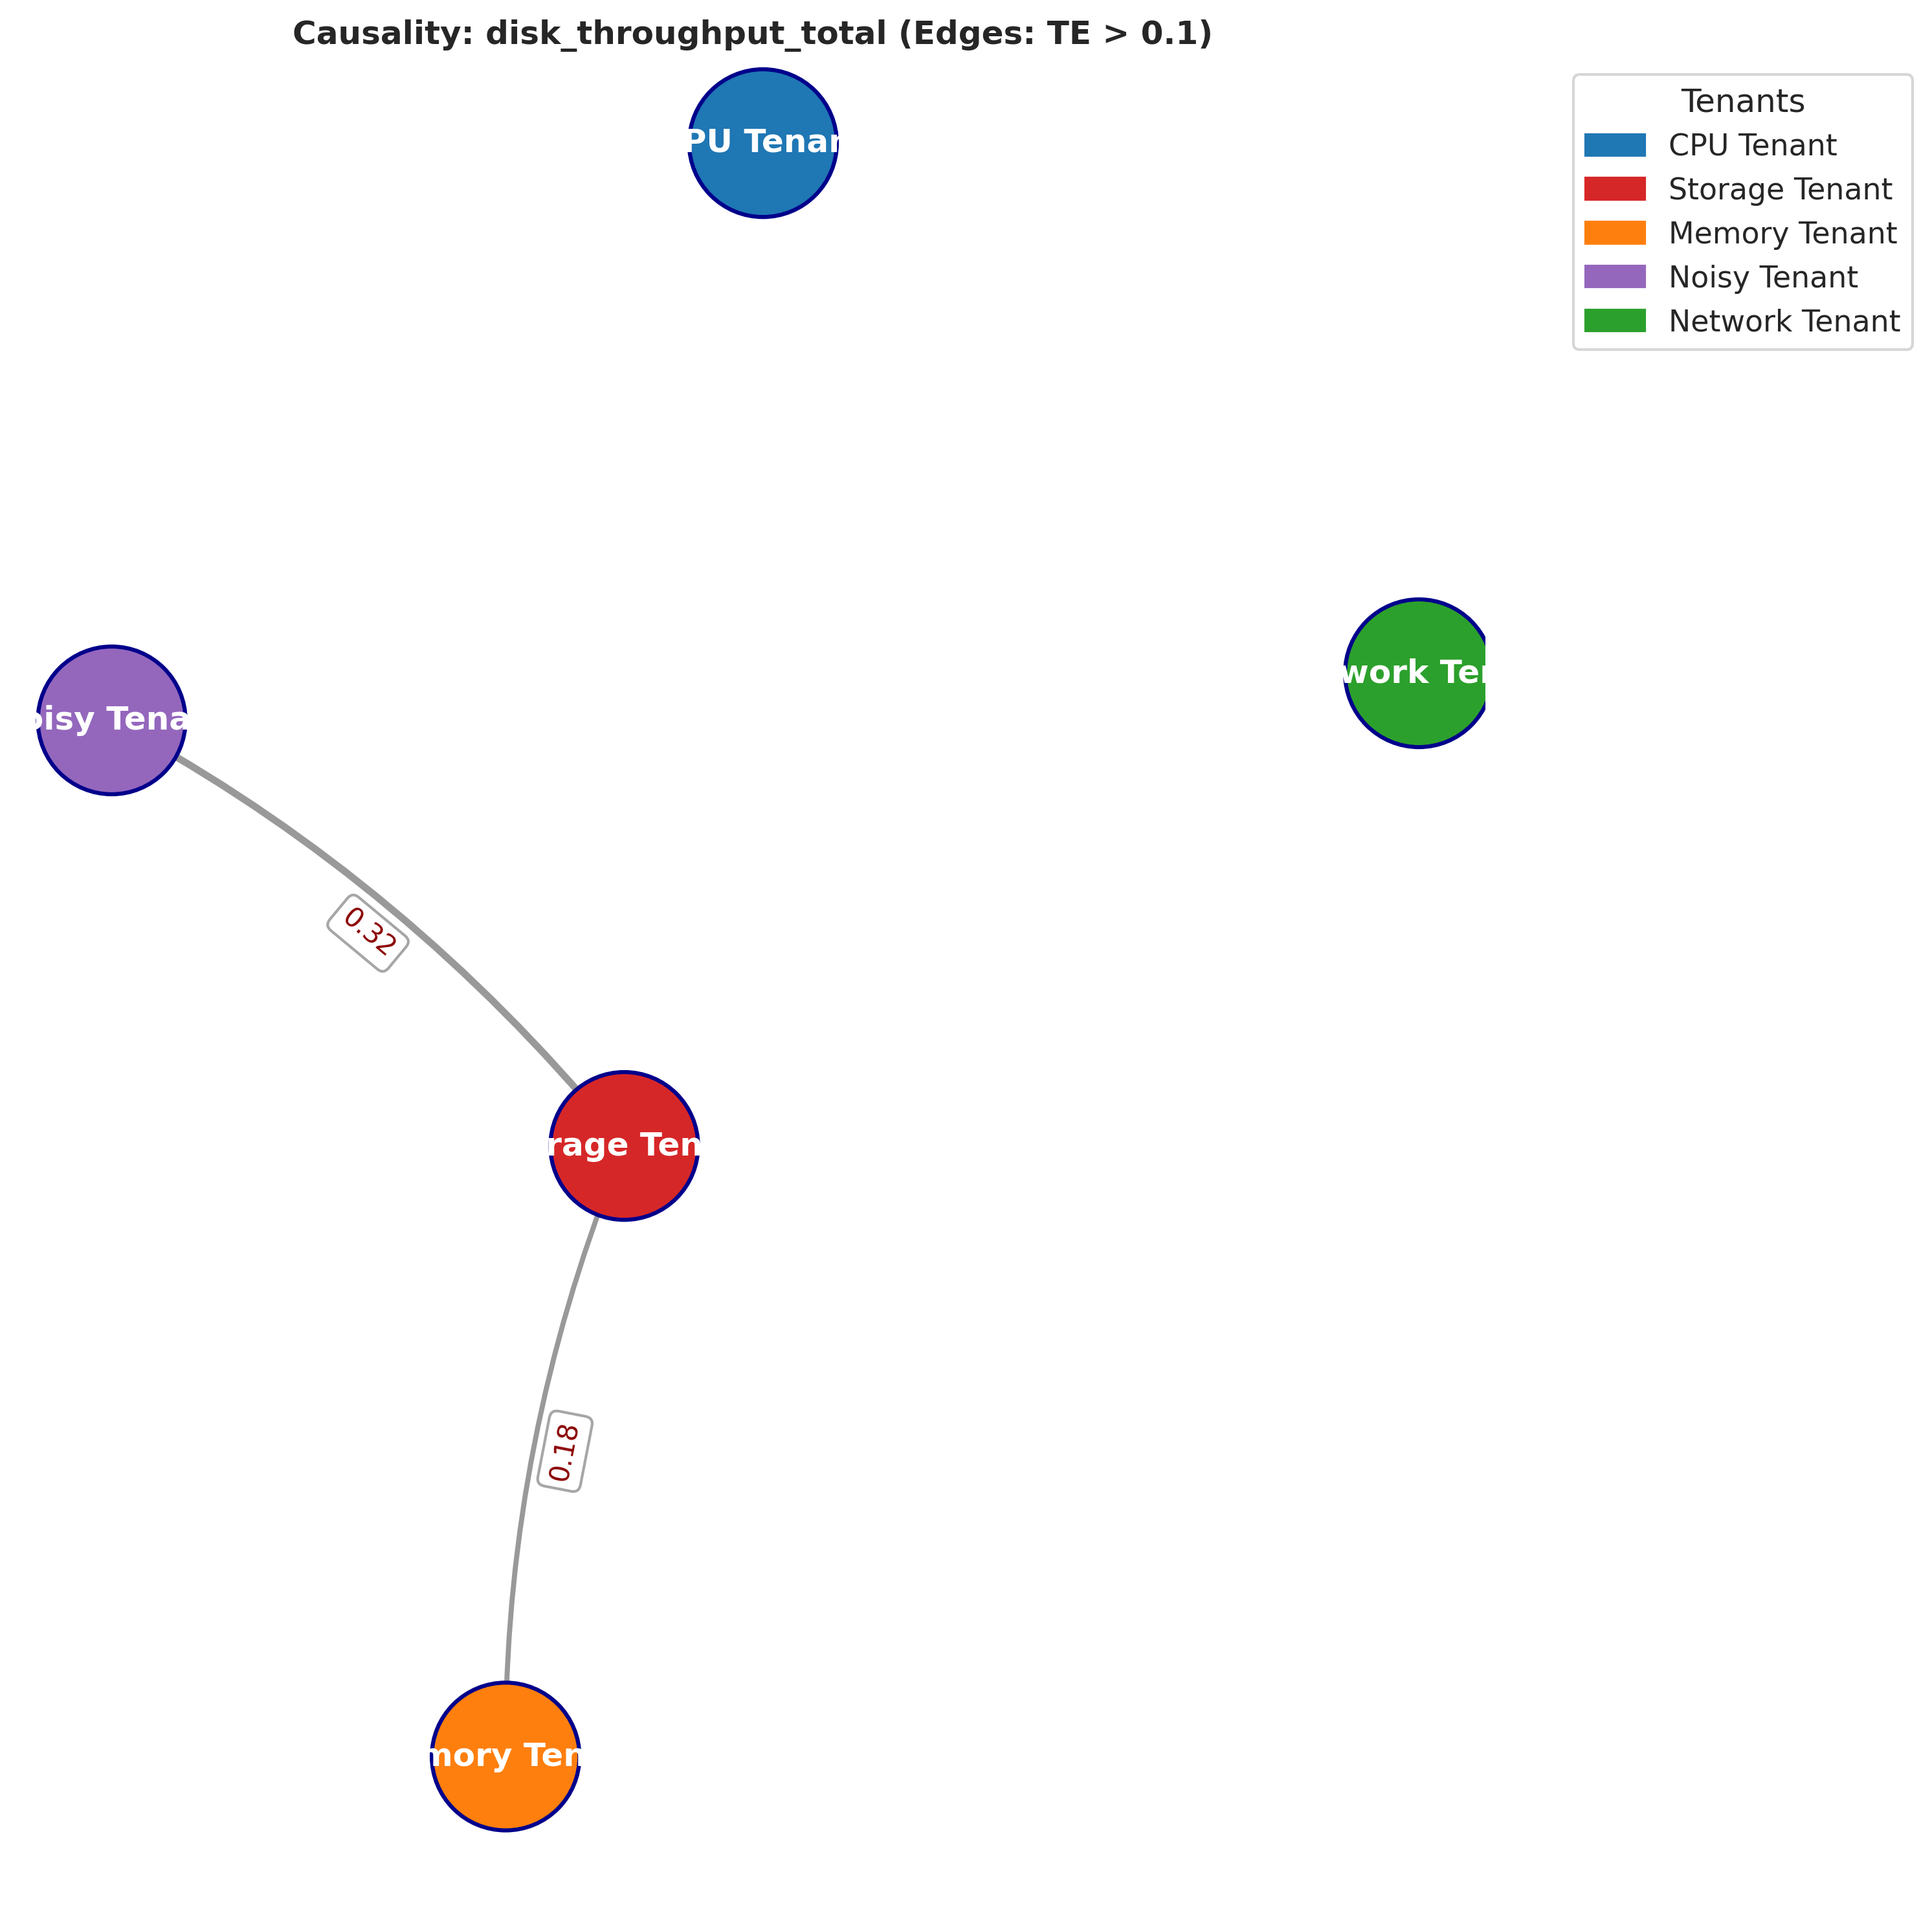 Causality: disk_throughput_total (Edges: TE > 0.1)
Tenants
CPU Tenant
Storage Tenant
Memory Tenant
Noisy Tenant
Network Tenant
PU Tenan
work Ten
oisy Tena
0.32
rage Ten
0.18
mory Ten